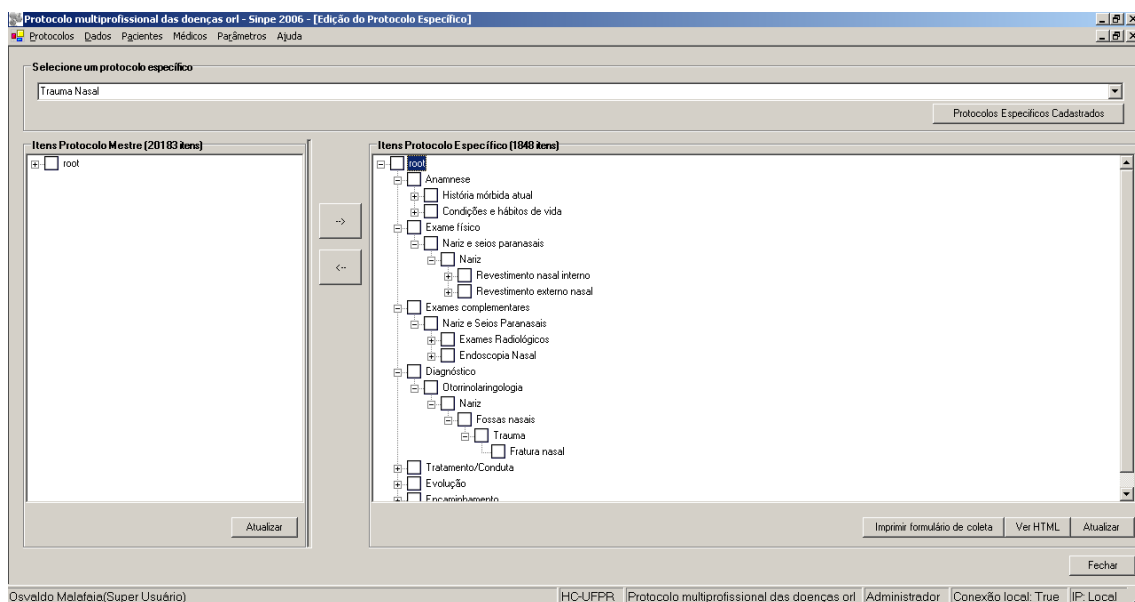 Protocolo multiprofissional das doenças orl - Sinpe 2006 - [Edição do Protocolo Específico]
Protocolos Dados Pacientes Médicos Parâmetros Ajuda
Selecione um protocolo específico
Trauma Nasal
Protocolos Especificos Cadastrados
Itens Protocolo Mestre (20183 itens)
root
Atualizar
-->
<--
Itens Protocolo Específico (1848 itens)
root
Anamnese
História mórbida atual
Condições e hábitos de vida
Exame físico
Nariz e seios paranasais
Nariz
Revestimento nasal interno
Revestimento externo nasal
Exames complementares
Nariz e Seios Paranasais
Exames Radiológicos
Endoscopia Nasal
Diagnóstico
Otorrinolaringologia
Nariz
Fossas nasais
Trauma
Fratura nasal
Tratamento/Conduta
Evolução
Encaminhamento
Imprimir formulário de coleta Ver HTML Atualizar
Fechar
Osvaldo Malafaia(Super Usuário) HC-UFPR Protocolo multiprofissional das doenças orl Administrador Conexão local: True IP: Local